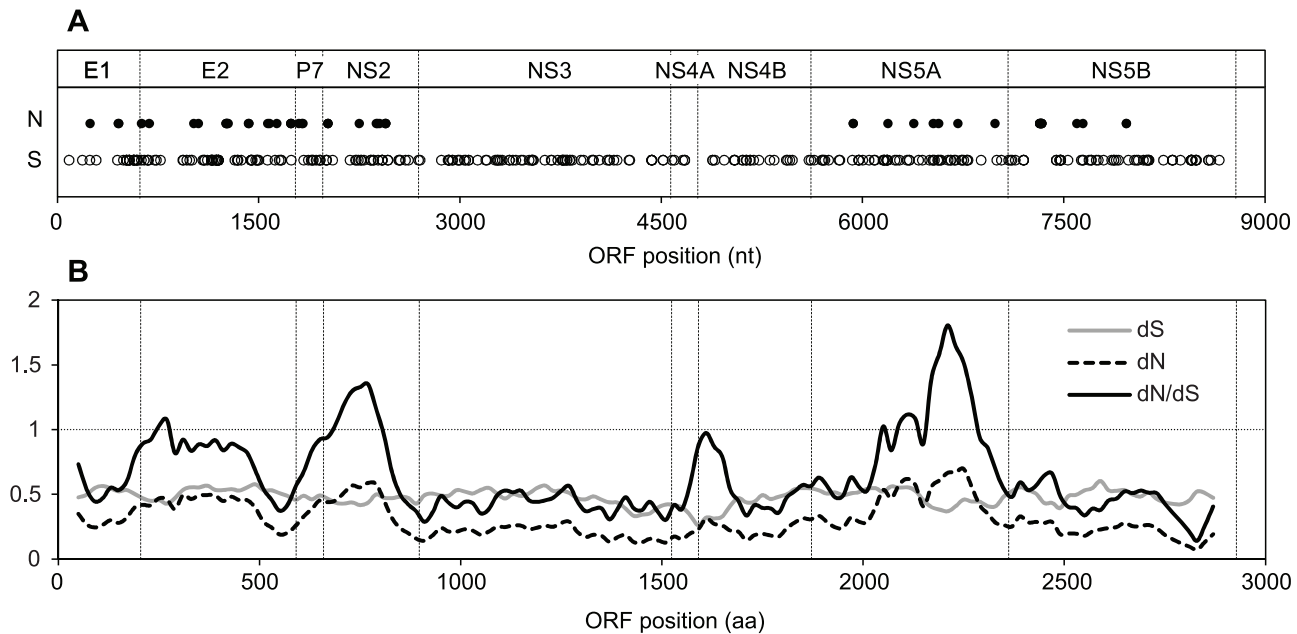 A
E1 E2 P7 NS2 NS3 NS4A NS4B NS5A NS5B
N
S
0 1500 3000 4500 6000 7500 9000
ORF position (nt)
B
2
1.5
1
0.5
0
dS
dN
dN/dS
0 500 1000 1500 2000 2500 3000
ORF position (aa)